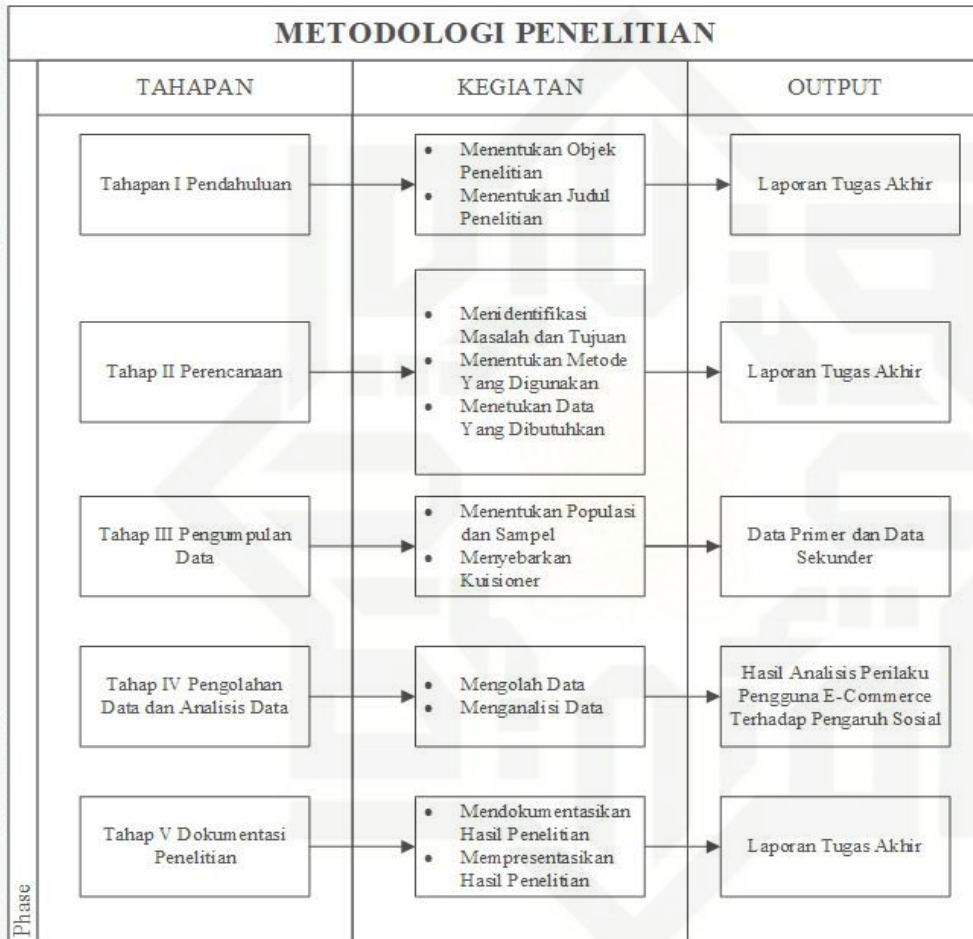 METODOLOGI PENELITIAN
TAHAPAN
KEGIATAN
OUTPUT
Tahapan I Pendahuluan
• Menentukan Objek
Penelitian
• Menentukan Judul
Penelitian
Laporan Tugas Akhir
Tahap II Perencanaan
• Menidentifikasi
Masalah dan Tujuan
• Menentukan Metode
Yang Digunakan
• Menetukan Data
Yang Dibutuhkan
Laporan Tugas Akhir
Tahap III Pengumpulan
Data
• Menentukan Populasi
dan Sampel
• Menyebarkan
Kuisioner
Data Primer dan Data
Sekunder
Tahap IV Pengolahan
Data dan Analisis Data
• Mengolah Data
• Menganalisi Data
Hasil Analisis Perilaku
Pengguna E-Commerce
Terhadap Pengaruh Sosial
Tahap V Dokumentasi
Penelitian
• Mendokumentasikan
Hasil Penelitian
• Mempresentasikan
Hasil Penelitian
Laporan Tugas Akhir
Phase